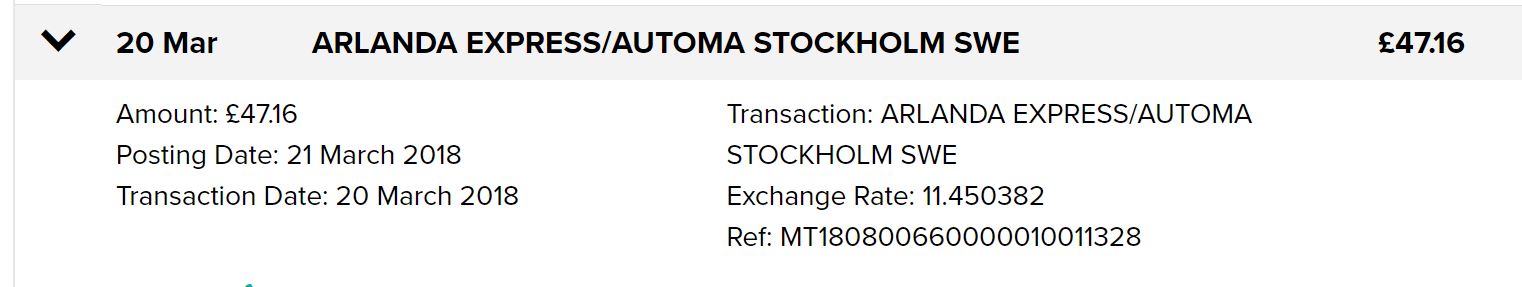 20 Mar ARLANDA EXPRESS/AUTOMA STOCKHOLM SWE £47.16
Amount: £47.16
Posting Date: 21 March 2018
Transaction Date: 20 March 2018
Transaction: ARLANDA EXPRESS/AUTOMA
STOCKHOLM SWE
Exchange Rate: 11.450382
Ref: MT180800660000010011328